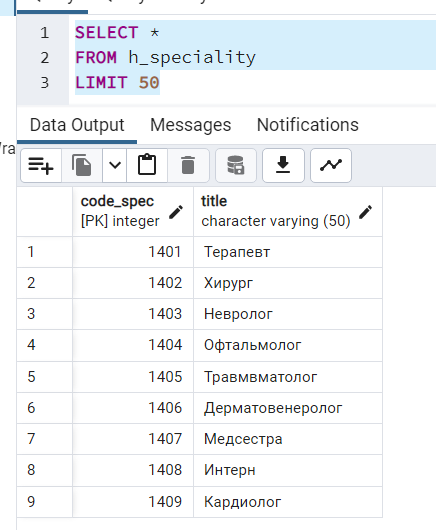 1 SELECT *
2 FROM h_speciality
3 LIMIT 50
/ra
Data Output Messages Notifications
code_spec title
[PK] integer character varying (50)
1 1401 Терапевт
2 1402 Хирург
3 1403 Невролог
4 1404 Офтальмолог
5 1405 Травмвматолог
6 1406 Дерматовенеролог
7 1407 Медсестра
8 1408 Интерн
9 1409 Кардиолог